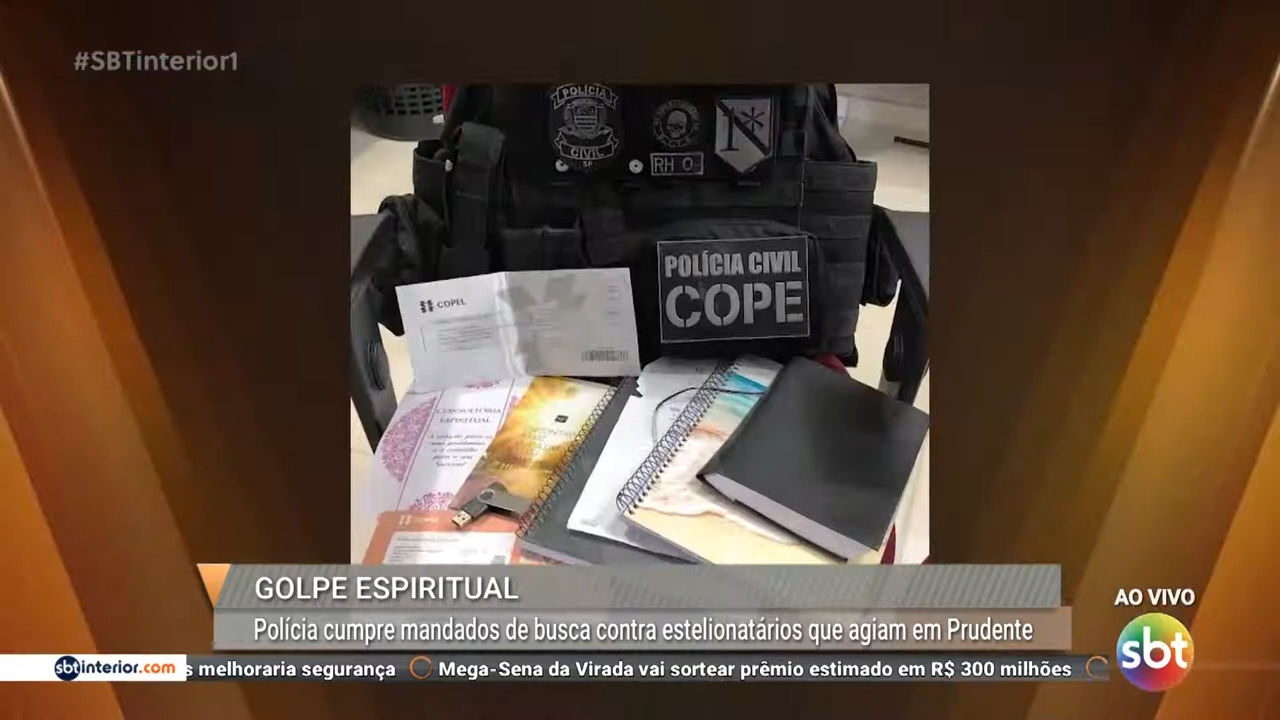 #SBTinterior1
POLÍCIA
CIVIL
SP
RH O
POLÍCIA CIVIL
COPE
COPEL
CONSULTORIA
ESPIRITUAL
GOLPE ESPIRITUAL
Polícia cumpre mandados de busca contra estelionatários que agiam em Prudente
AO VIVO
sbt
sbtinterior.com
s melhoraria segurança
Mega-Sena da Virada vai sortear prêmio estimado em R$ 300 milhões